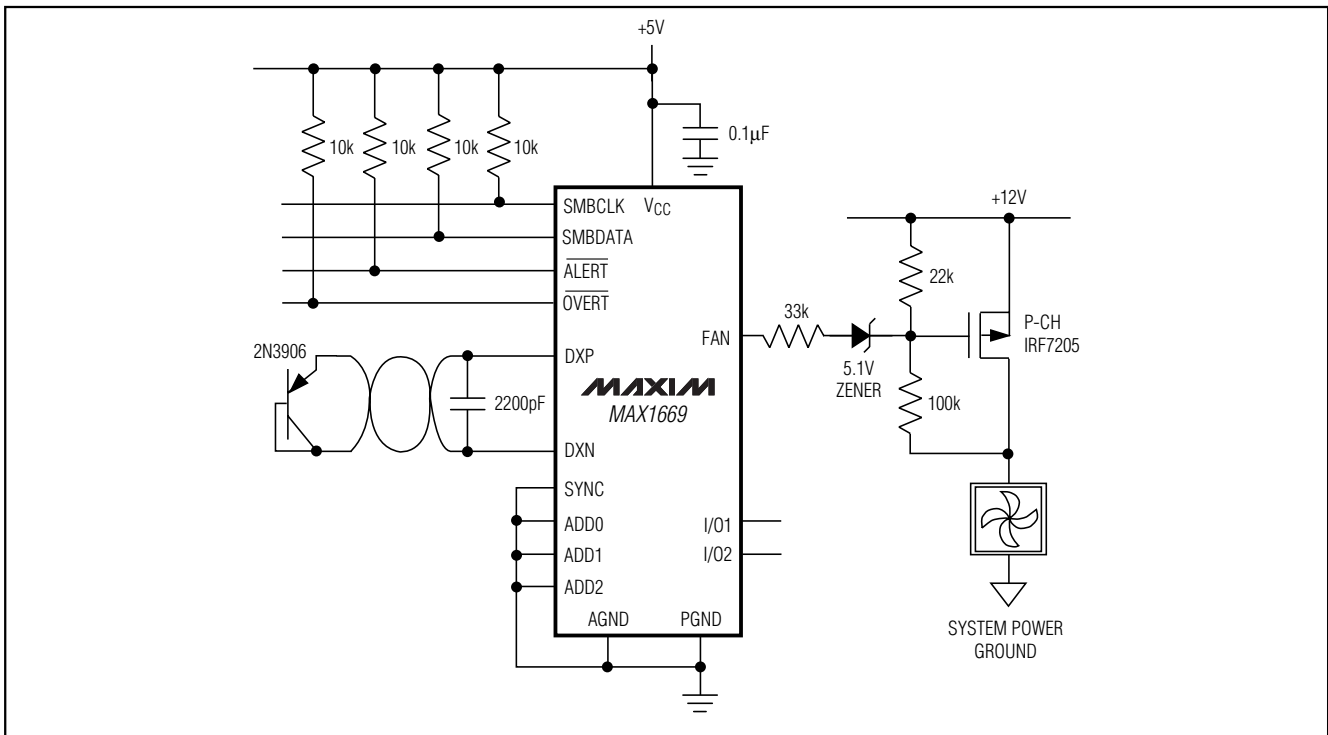 +5V
0.1µF
10k
10k
10k
10k
SMBCLK
VCC
SMBDATA
ALERT
OVERT
+12V
22k
33k
FAN
P-CH
IRF7205
5.1V
ZENER
100k
2N3906
DXP
2200pF
MAXIM
MAX1669
DXN
SYNC
ADD0
ADD1
ADD2
I/O1
I/O2
AGND
PGND
SYSTEM POWER
GROUND